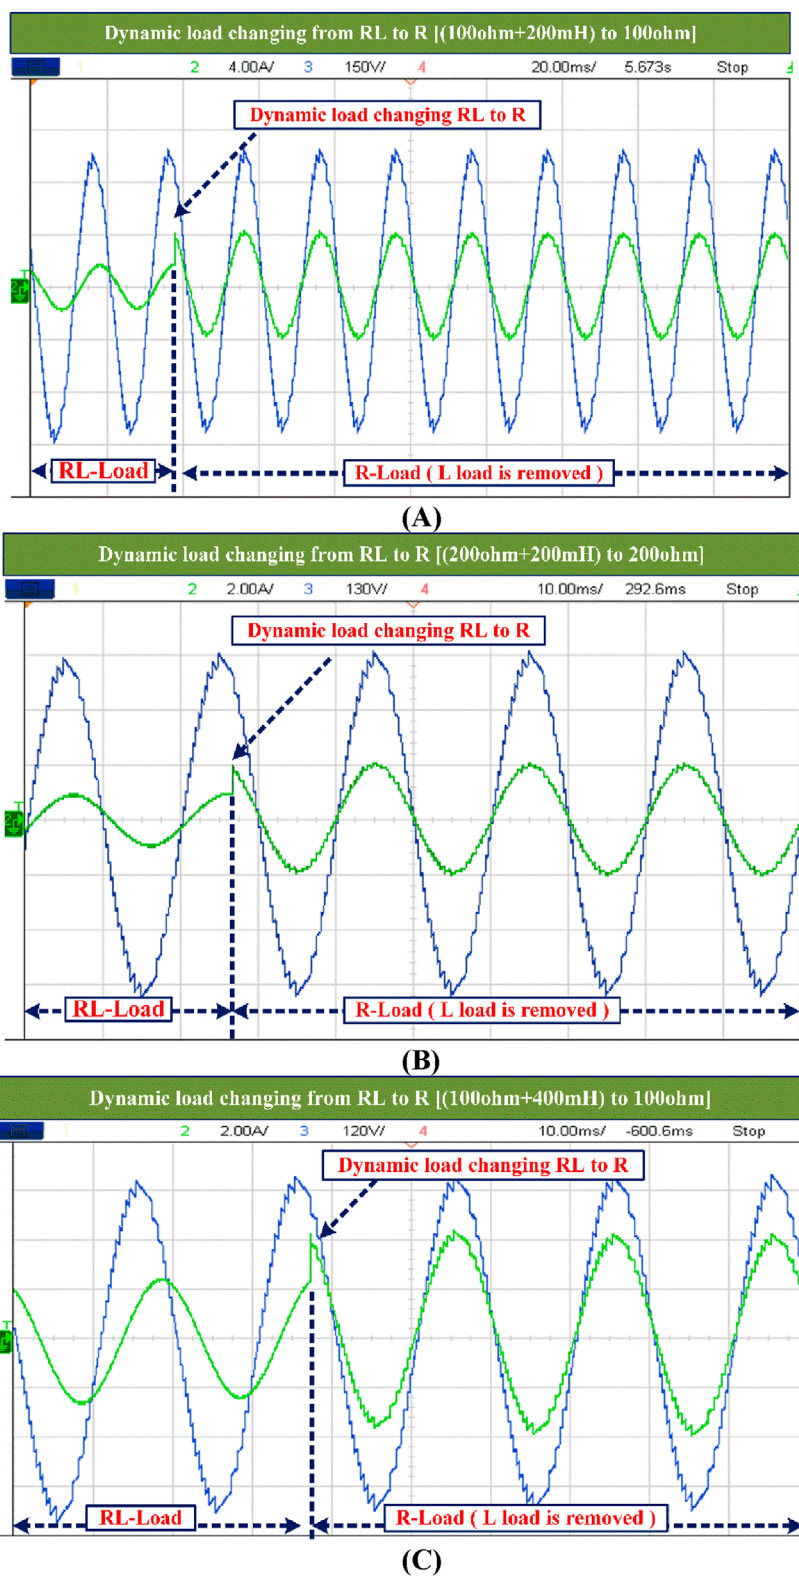 Dynamic load changing from RL to R [(100ohm+200mH) to 100ohm]
1 2 4.00A/ 3 150V/ 4 20.00ms/ 5.673s Stop
Dynamic load changing RL to R
RL-Load
R-Load ( L load is removed )
(A)
Dynamic load changing from RL to R [(200ohm+200mH) to 200ohm]
1 2 2.00A/ 3 130V/ 4 10.00ms/ 292.6ms Stop
Dynamic load changing RL to R
RL-Load
R-Load ( L load is removed )
(B)
Dynamic load changing from RL to R [(100ohm+400mH) to 100ohm]
1 2 2.00A/ 3 120V/ 4 10.00ms/ -600.6ms Stop
Dynamic load changing RL to R
RL-Load
R-Load ( L load is removed )
(C)